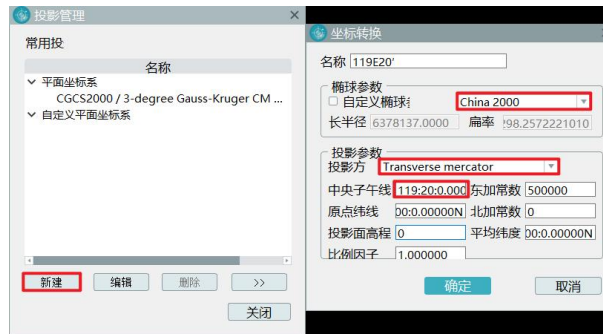 投影管理
常用投
名称
平面坐标系
CGCS2000 / 3-degree Gauss-Kruger CM ...
自定义平面坐标系
新建 编辑 删除 >>
关闭
坐标转换
名称 119E20'
椭球参数
自定义椭球 China 2000
长半径 6378137.0000 扁率 298.2572221010
投影参数
投影方 Transverse mercator
中央子午线 119:20:0.000 东加常数 500000
原点纬线 00:0.00000N 北加常数 0
投影面高程 0 平均纬度 00:0.00000N
比例因子 1.000000
确定 取消